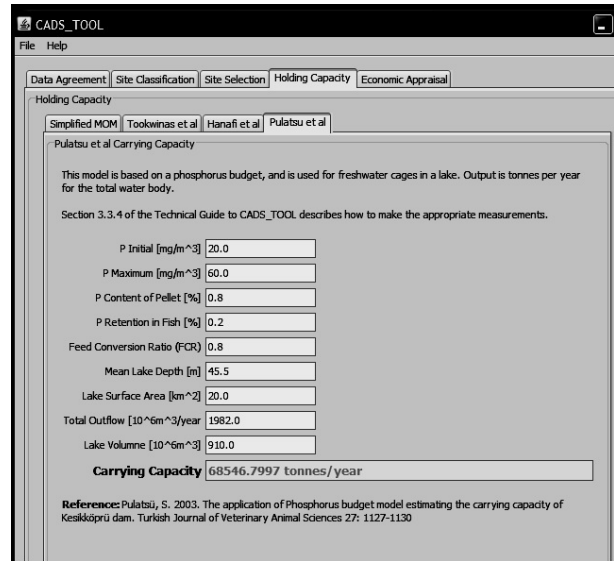 CADS_TOOL
File Help
Data Agreement Site Classification Site Selection Holding Capacity Economic Appraisal
Holding Capacity
Simplified MOM Tookwinas et al Hanafi et al Pulatsu et al
Pulatsu et al Carrying Capacity
This model is based on a phosphorus budget, and is used for freshwater cages in a lake. Output is tonnes per year
for the total water body.
Section 3.3.4 of the Technical Guide to CADS_TOOL describes how to make the appropriate measurements.
P Initial [mg/m^3] 20.0
P Maximum [mg/m^3] 60.0
P Content of Pellet [%] 0.8
P Retention in Fish [%] 0.2
Feed Conversion Ratio (FCR) 0.8
Mean Lake Depth [m] 45.5
Lake Surface Area [km^2] 20.0
Total Outflow [10^6m^3/year 1982.0
Lake Volumne [10^6m^3] 910.0
Carrying Capacity 68546.7997 tonnes/year
Reference: Pulatsü, S. 2003. The application of Phosphorus budget model estimating the carrying capacity of
Kesikköprü dam. Turkish Journal of Veterinary Animal Sciences 27: 1127-1130